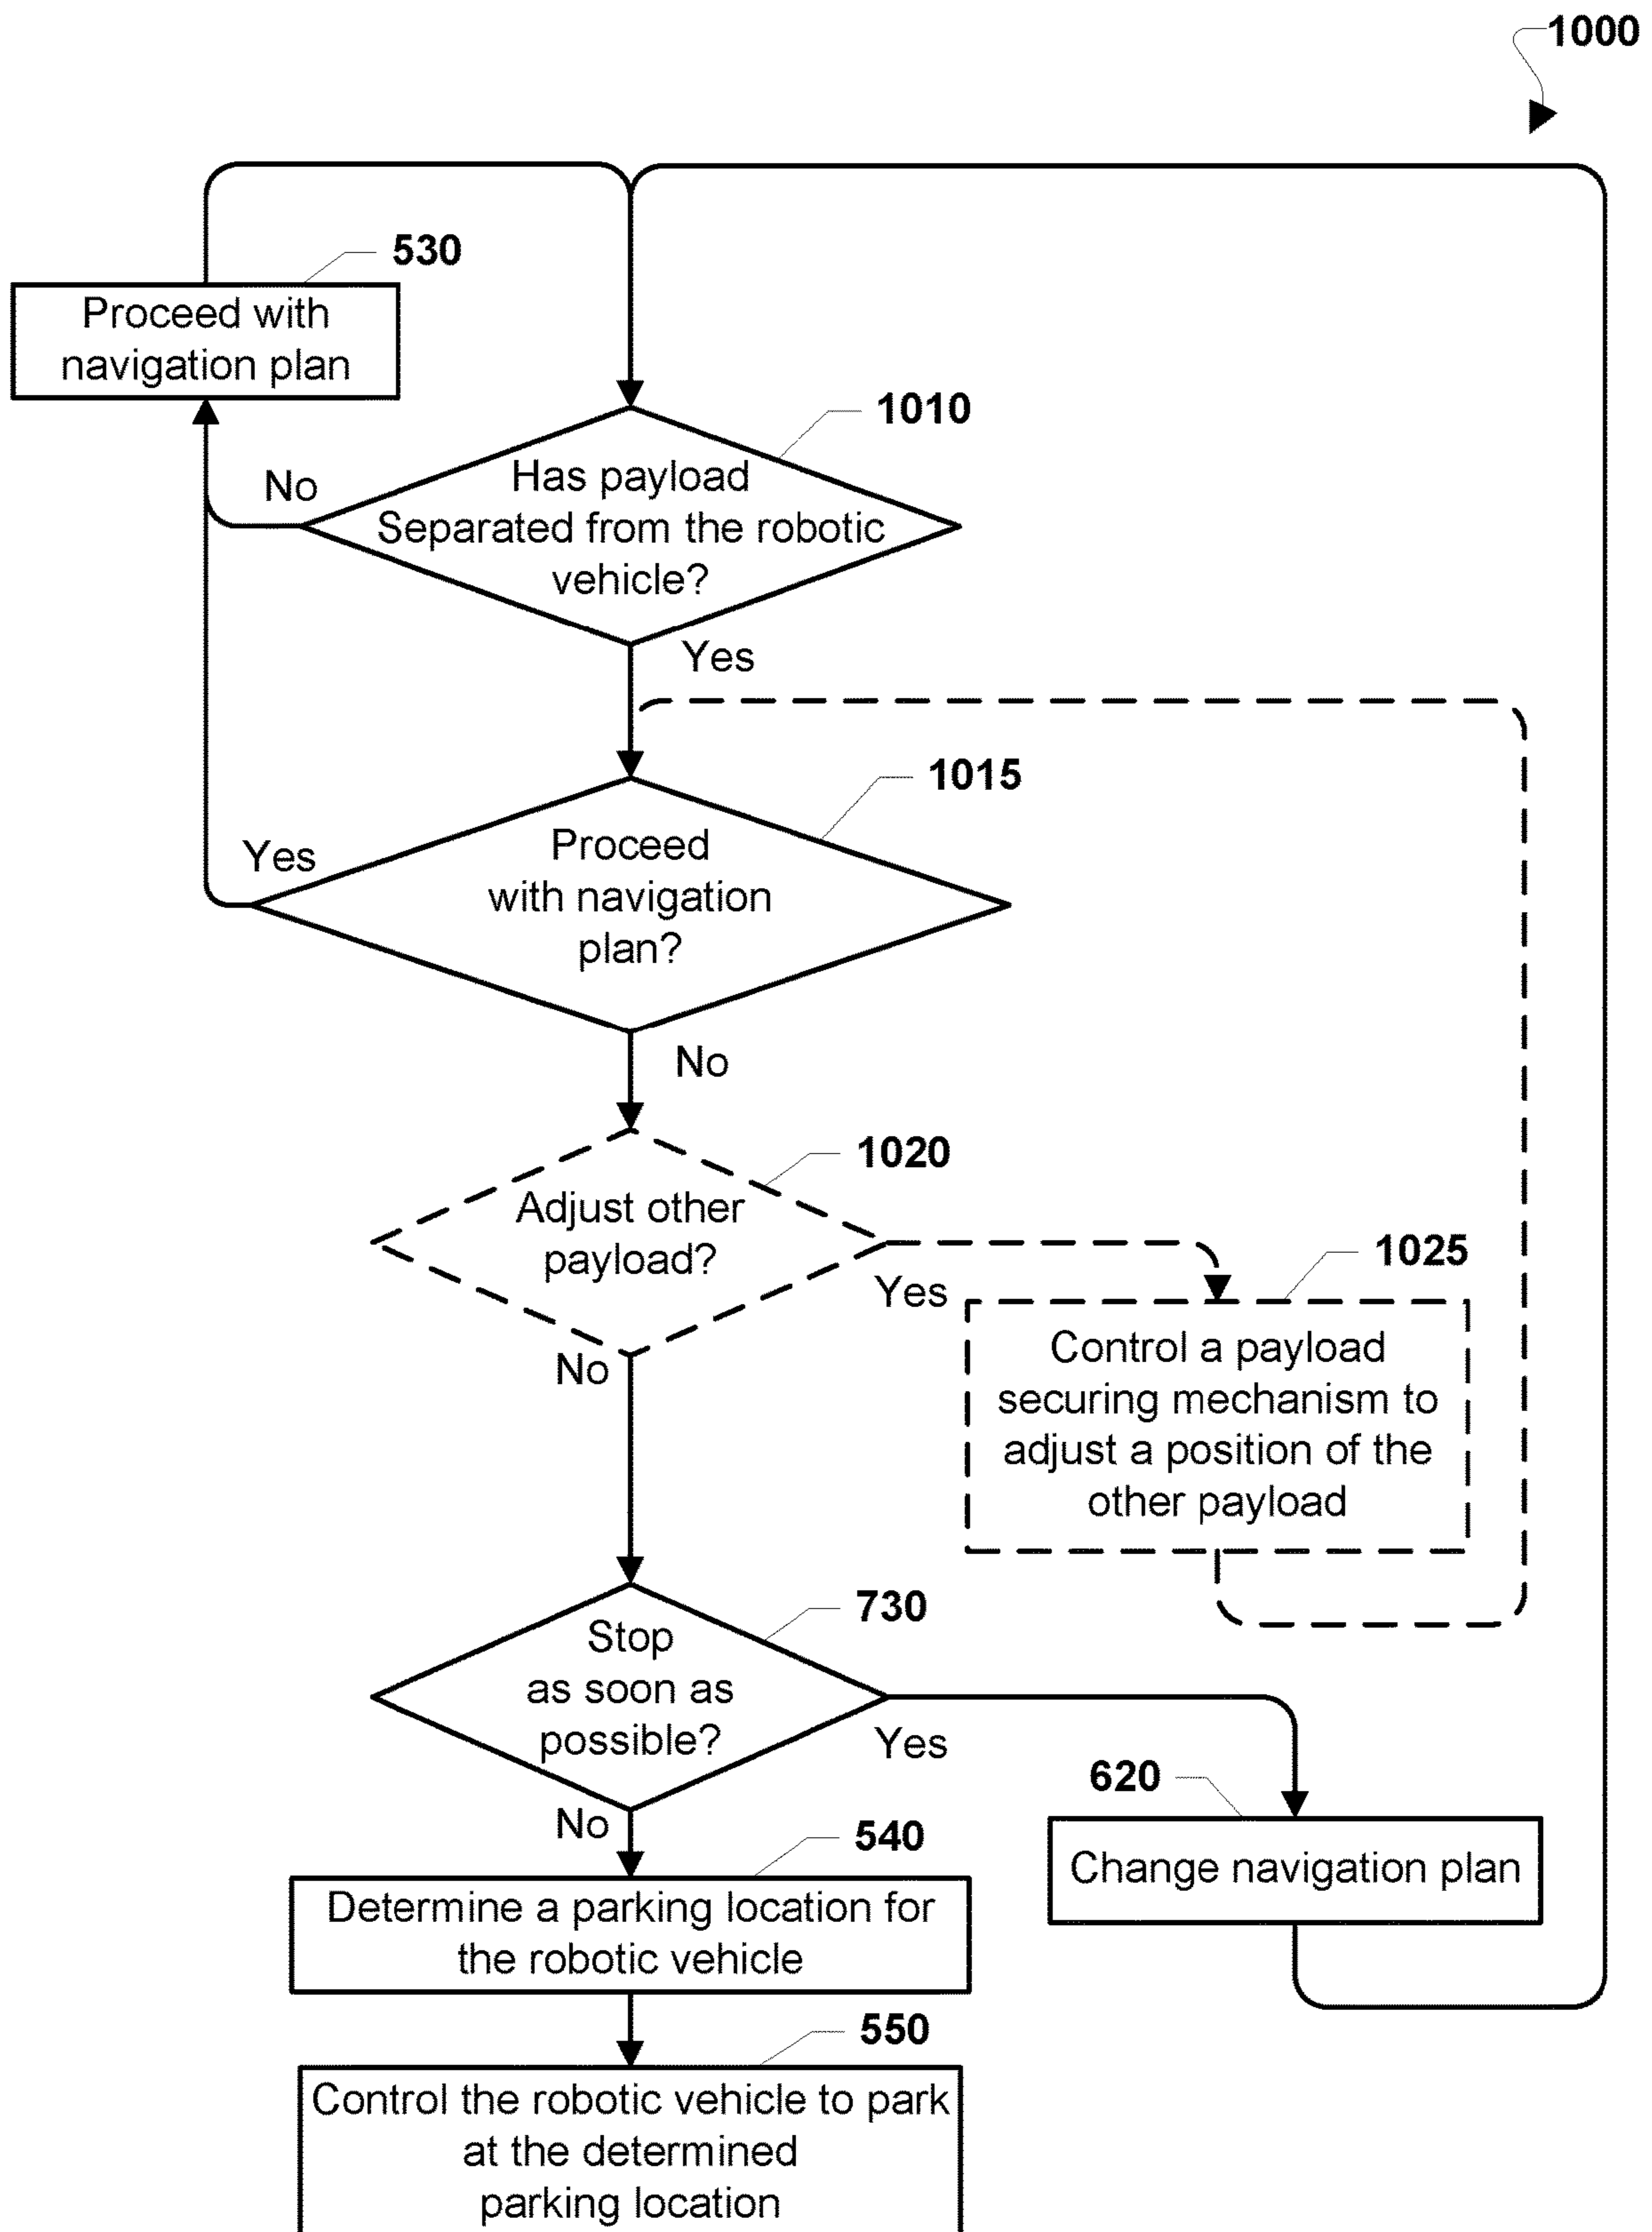 1000
530
Proceed with
navigation plan
1010
Has payload
Separated from the robotic
vehicle?
No
Yes
1015
Proceed
with navigation
plan?
Yes
No
1020
Adjust other
payload?
Yes
No
1025
Control a payload
securing mechanism to
adjust a position of the
other payload
730
Stop
as soon as
possible?
Yes
No
620
Change navigation plan
540
Determine a parking location for
the robotic vehicle
550
Control the robotic vehicle to park
at the determined
parking location